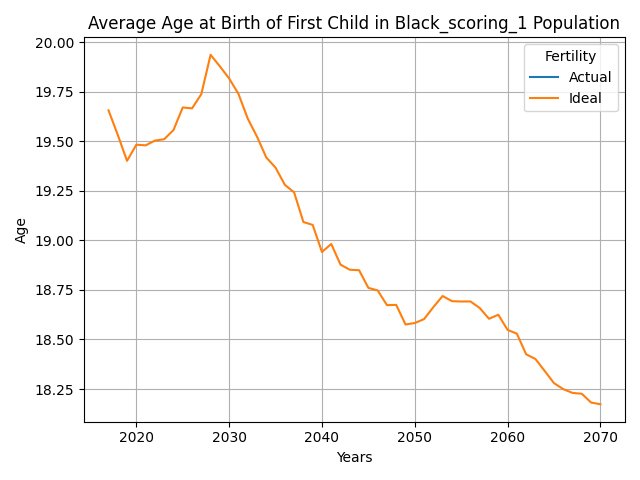 Average Age at Birth of First Child in Black_scoring_1 Population
Fertility
Actual
Ideal
20.00
19.75
19.50
19.25
19.00
18.75
18.50
18.25
Age
2020 2030 2040 2050 2060 2070
Years